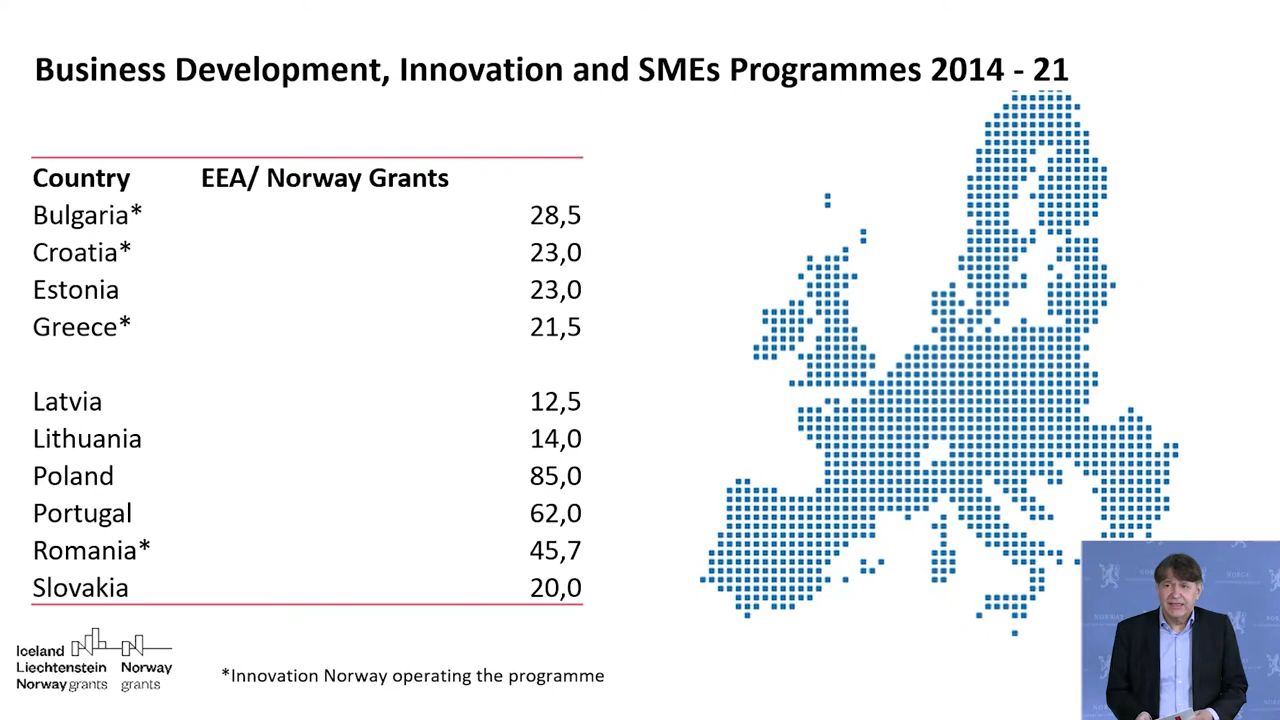 Business Development, Innovation and SMEs Programmes 2014 - 21
Country EEA/ Norway Grants
Bulgaria* 28,5
Croatia* 23,0
Estonia 23,0
Greece* 21,5
Latvia 12,5
Lithuania 14,0
Poland 85,0
Portugal 62,0
Romania* 45,7
Slovakia 20,0
Iceland
Liechtenstein Norway
Norway grants grants
*Innovation Norway operating the programme
NORGE
NORWAY